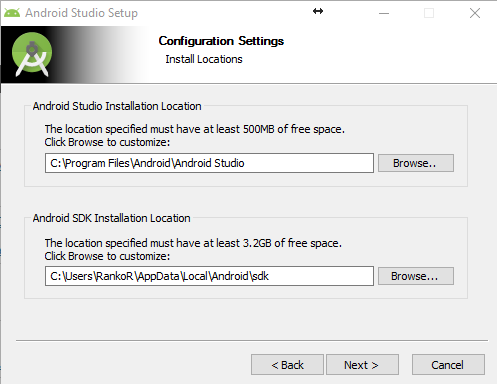 Android Studio Setup
Configuration Settings
Install Locations
Android Studio Installation Location
The location specified must have at least 500MB of free space.
Click Browse to customize:
C:\Program Files\Android\Android Studio
Browse..
Android SDK Installation Location
The location specified must have at least 3.2GB of free space.
Click Browse to customize:
C:\Users\RankoR\AppData\Local\Android\sdk
Browse...
< Back
Next >
Cancel